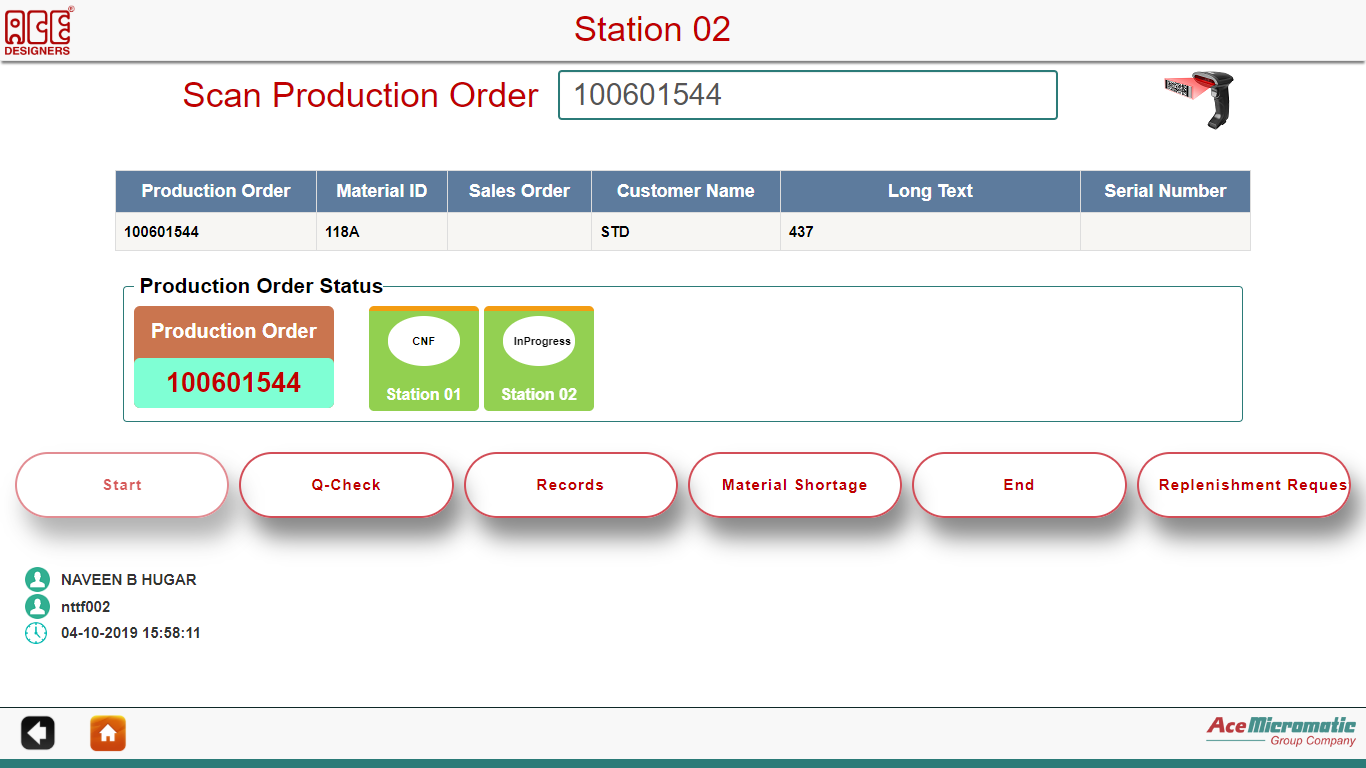 ACE
DESIGNERS
Station 02
Scan Production Order
100601544
Production Order Material ID Sales Order Customer Name Long Text Serial Number
100601544 118A STD 437
Production Order Status
Production Order
100601544
CNF
Station 01
InProgress
Station 02
Start Q-Check Records Material Shortage End Replenishment Reques
NAVEEN B HUGAR
nttf002
04-10-2019 15:58:11
Ace Micromatic
Group Company